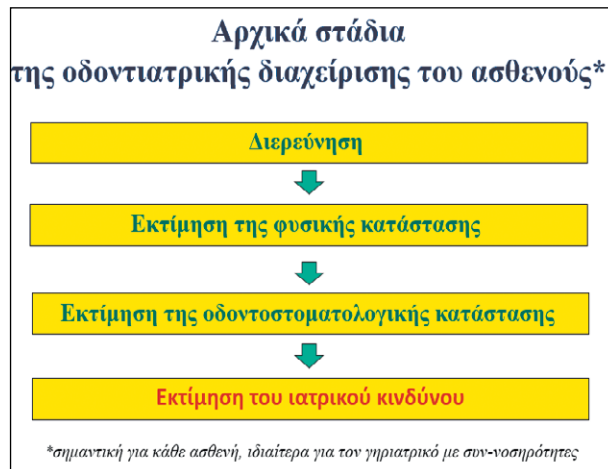 Αρχικά στάδια
της οδοντιατρικής διαχείρισης του ασθενούς*
Διερεύνηση
Εκτίμηση της φυσικής κατάστασης
Εκτίμηση της οδοντοστοματολογικής κατάστασης
Εκτίμηση του ιατρικού κινδύνου
*σημαντική για κάθε ασθενή, ιδιαίτερα για τον γηριατρικό με συν-νοσηρότητες